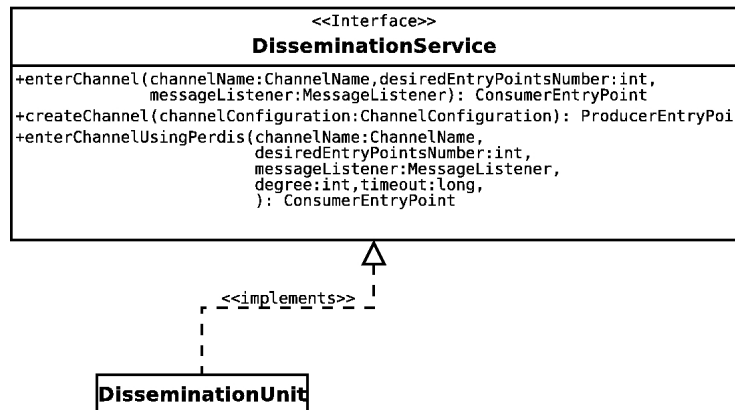 <<Interface>>
DisseminationService
+enterChannel(channelName:ChannelName,desiredEntryPointsNumber:int,
messageListener:MessageListener): ConsumerEntryPoint
+createChannel(channelConfiguration:ChannelConfiguration): ProducerEntryPoi
+enterChannelUsingPerdis(channelName:ChannelName,
desiredEntryPointsNumber:int,
messageListener:MessageListener,
degree:int,timeout:long,
): ConsumerEntryPoint
<<implements>>
DisseminationUnit